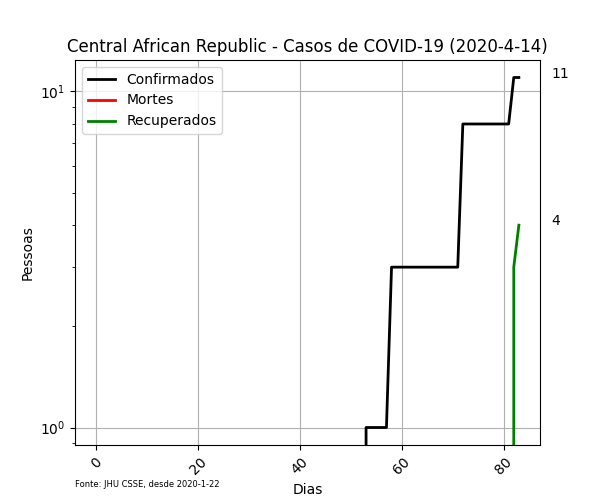 Central African Republic - Casos de COVID-19 (2020-4-14)
Confirmados
Mortes
Recuperados
11
4
10¹
10⁰
Pessoas
0 20 40 60 80
Dias
Fonte: JHU CSSE, desde 2020-1-22